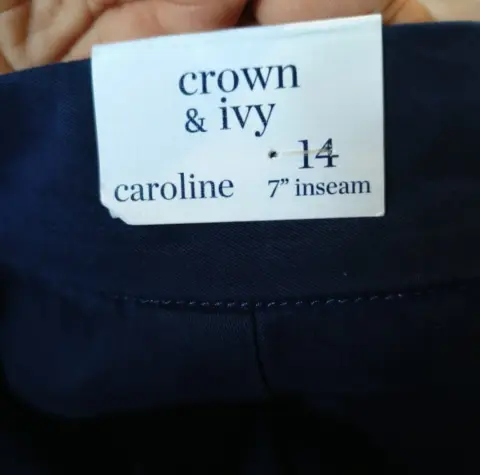 crown
& ivy
14
caroline 7” inseam